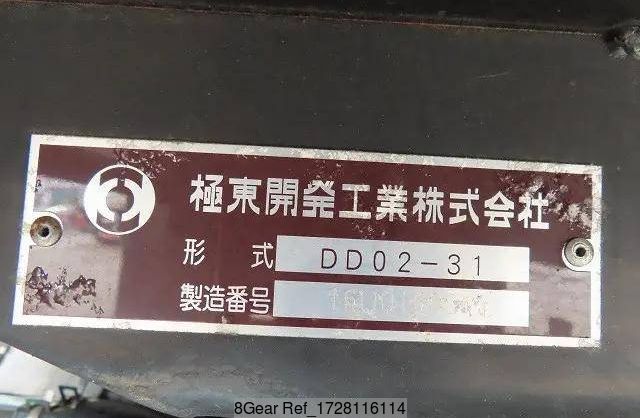 極東開発工業株式会社
形式 DD02-31
製造番号
8Gear Ref_1728116114